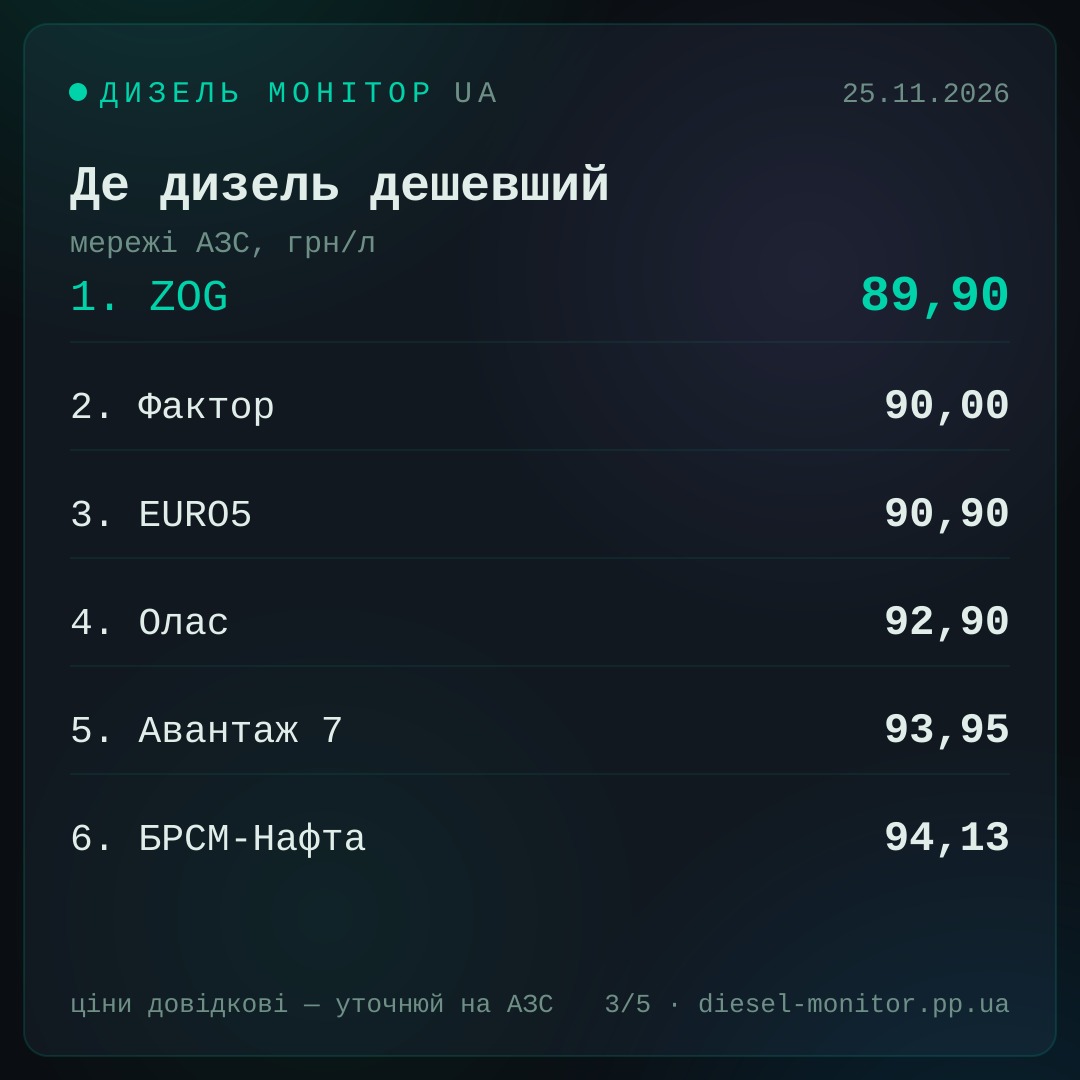 ДИЗЕЛЬ МОНІТОР UA 25.11.2026
Де дизель дешевший
мережі АЗС, грн/л
1. ZOG 89,90
2. Фактор 90,00
3. EURO5 90,90
4. Олас 92,90
5. Авантаж 7 93,95
6. БРСМ-Нафта 94,13
ціни довідкові — уточнюй на АЗС 3/5 · diesel-monitor.pp.ua